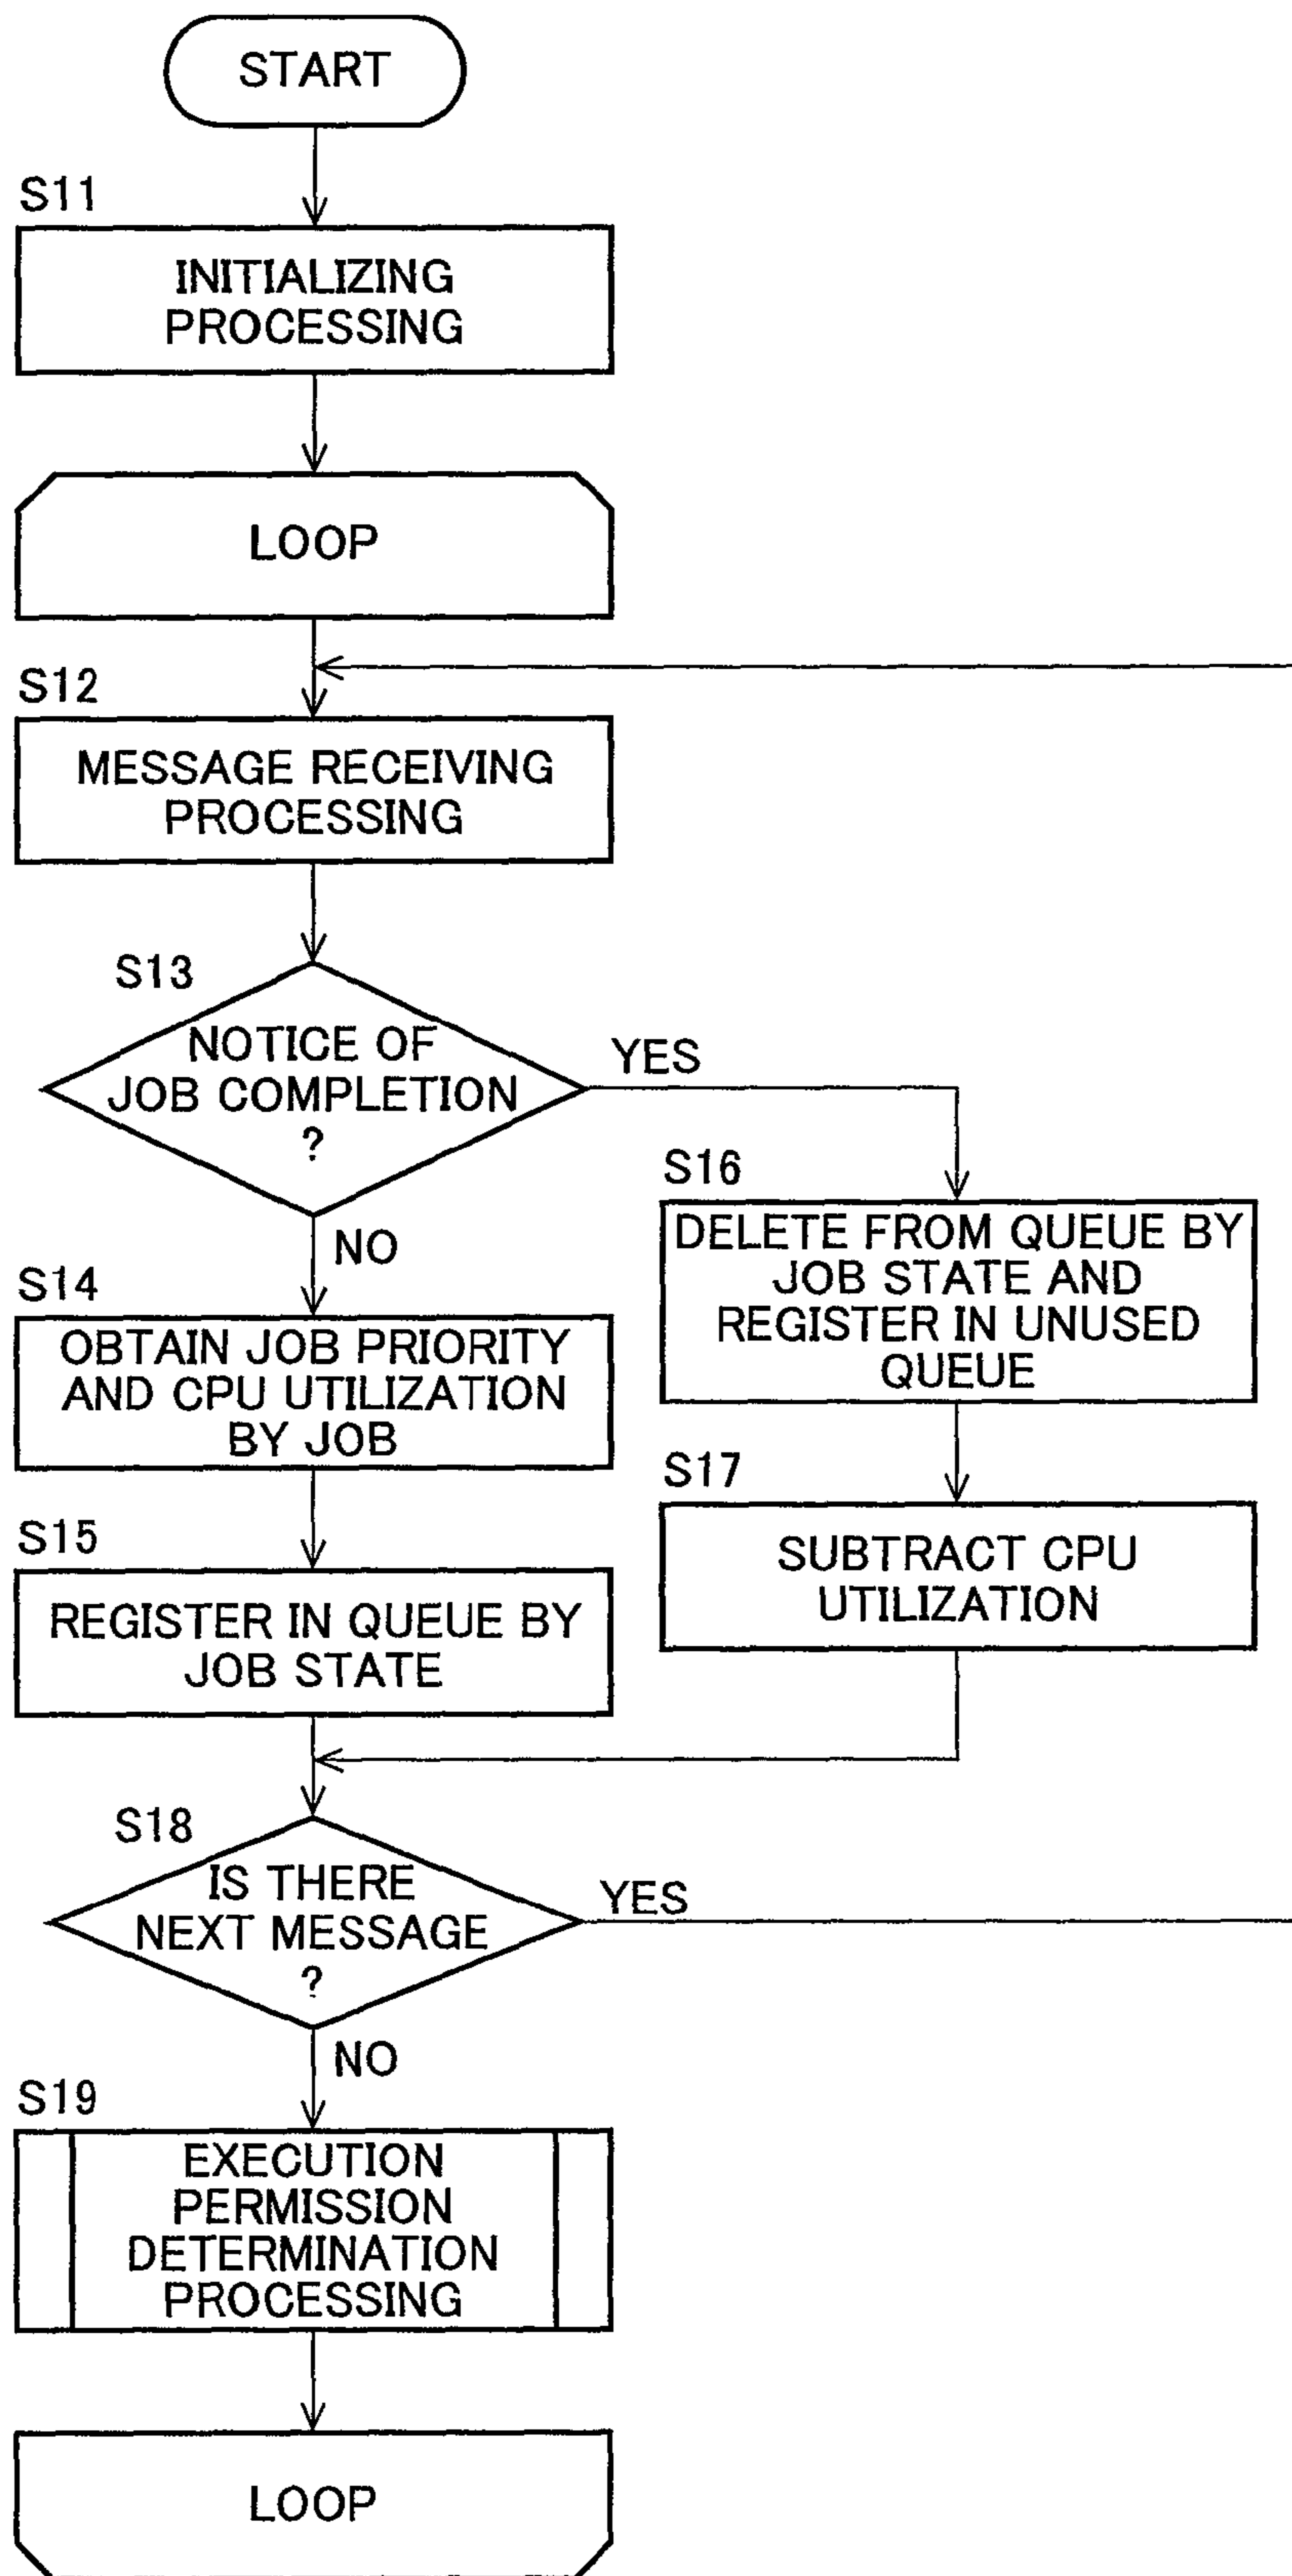 START
S11
INITIALIZING
PROCESSING
LOOP
S12
MESSAGE RECEIVING
PROCESSING
S13
NOTICE OF
JOB COMPLETION
?
YES
NO
S14
OBTAIN JOB PRIORITY
AND CPU UTILIZATION
BY JOB
S15
REGISTER IN QUEUE BY
JOB STATE
S16
DELETE FROM QUEUE BY
JOB STATE AND
REGISTER IN UNUSED
QUEUE
S17
SUBTRACT CPU
UTILIZATION
S18
IS THERE
NEXT MESSAGE
?
YES
NO
S19
EXECUTION
PERMISSION
DETERMINATION
PROCESSING
LOOP